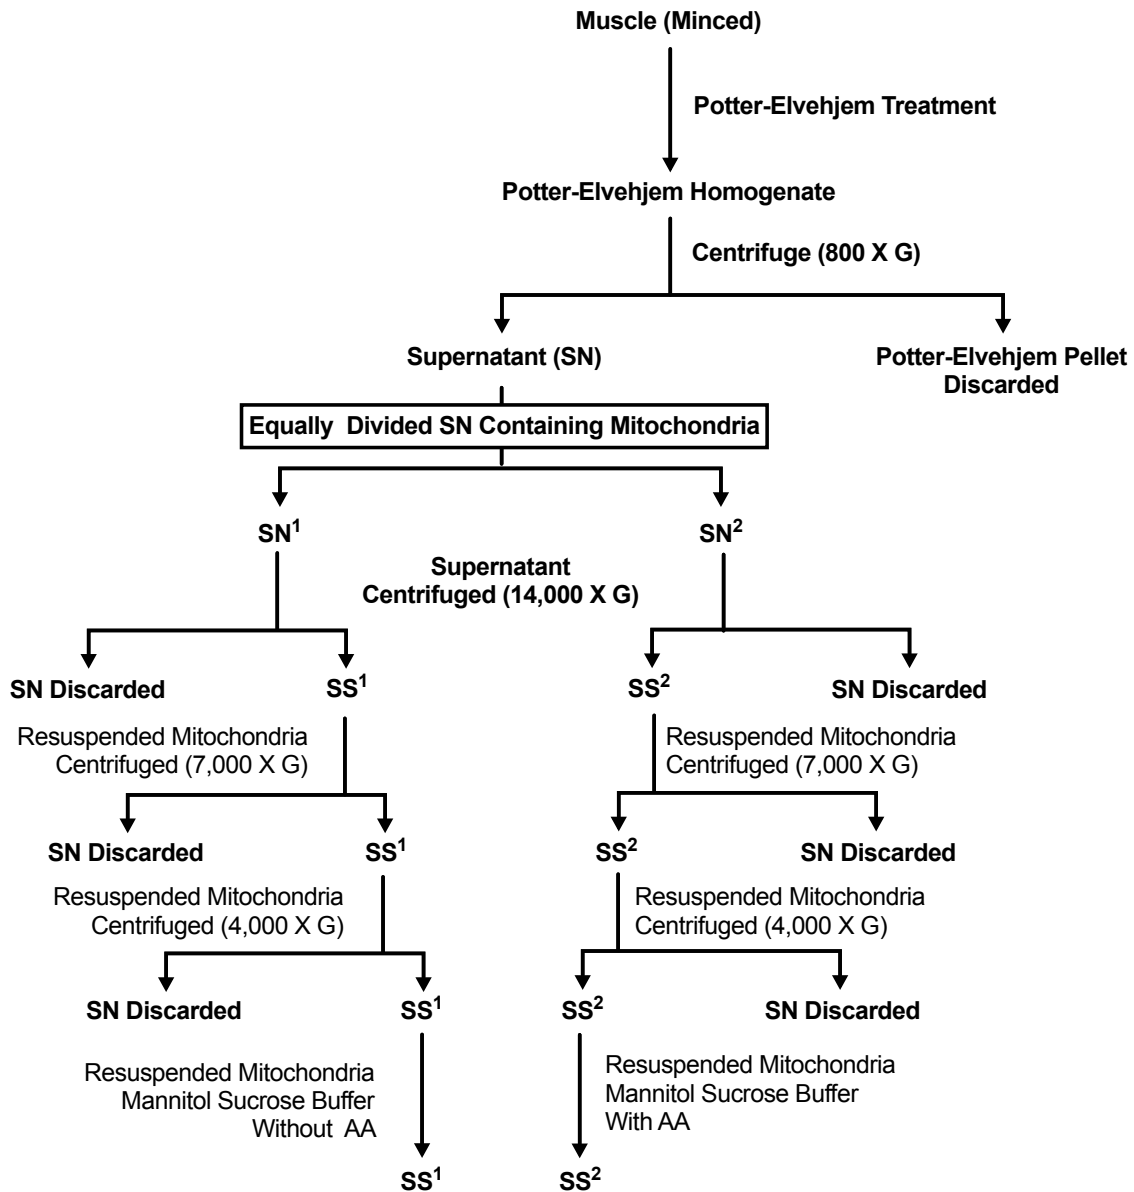 Muscle (Minced)
Potter-Elvehjem Treatment
Potter-Elvehjem Homogenate
Centrifuge (800 X G)
Supernatant (SN)
Potter-Elvehjem Pellet
Discarded
Equally Divided SN Containing Mitochondria
SN¹
SN²
Supernatant
Centrifuged (14,000 X G)
SN Discarded
SS¹
SS²
SN Discarded
Resuspended Mitochondria
Centrifuged (7,000 X G)
Resuspended Mitochondria
Centrifuged (7,000 X G)
SN Discarded
SS¹
SS²
SN Discarded
Resuspended Mitochondria
Centrifuged (4,000 X G)
Resuspended Mitochondria
Centrifuged (4,000 X G)
SN Discarded
SS¹
SS²
SN Discarded
Resuspended Mitochondria
Mannitol Sucrose Buffer
Without AA
Resuspended Mitochondria
Mannitol Sucrose Buffer
With AA
SS¹
SS²